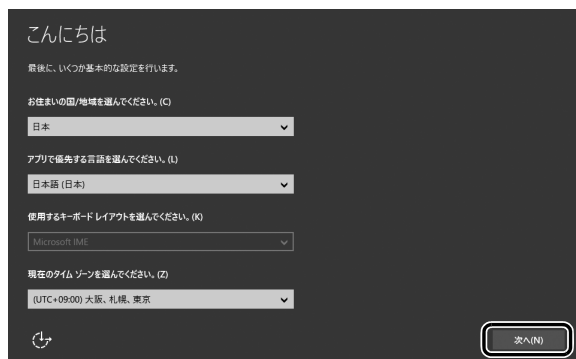 こんにちは
最後に、いくつか基本的な設定を行います。
お住まいの国/地域を選んでください。(C)
日本
アプリで優先する言語を選んでください。(L)
日本語 (日本)
使用するキーボード レイアウトを選んでください。(K)
Microsoft IME
現在のタイム ゾーンを選んでください。(Z)
(UTC+09:00) 大阪、札幌、東京
次へ(N)